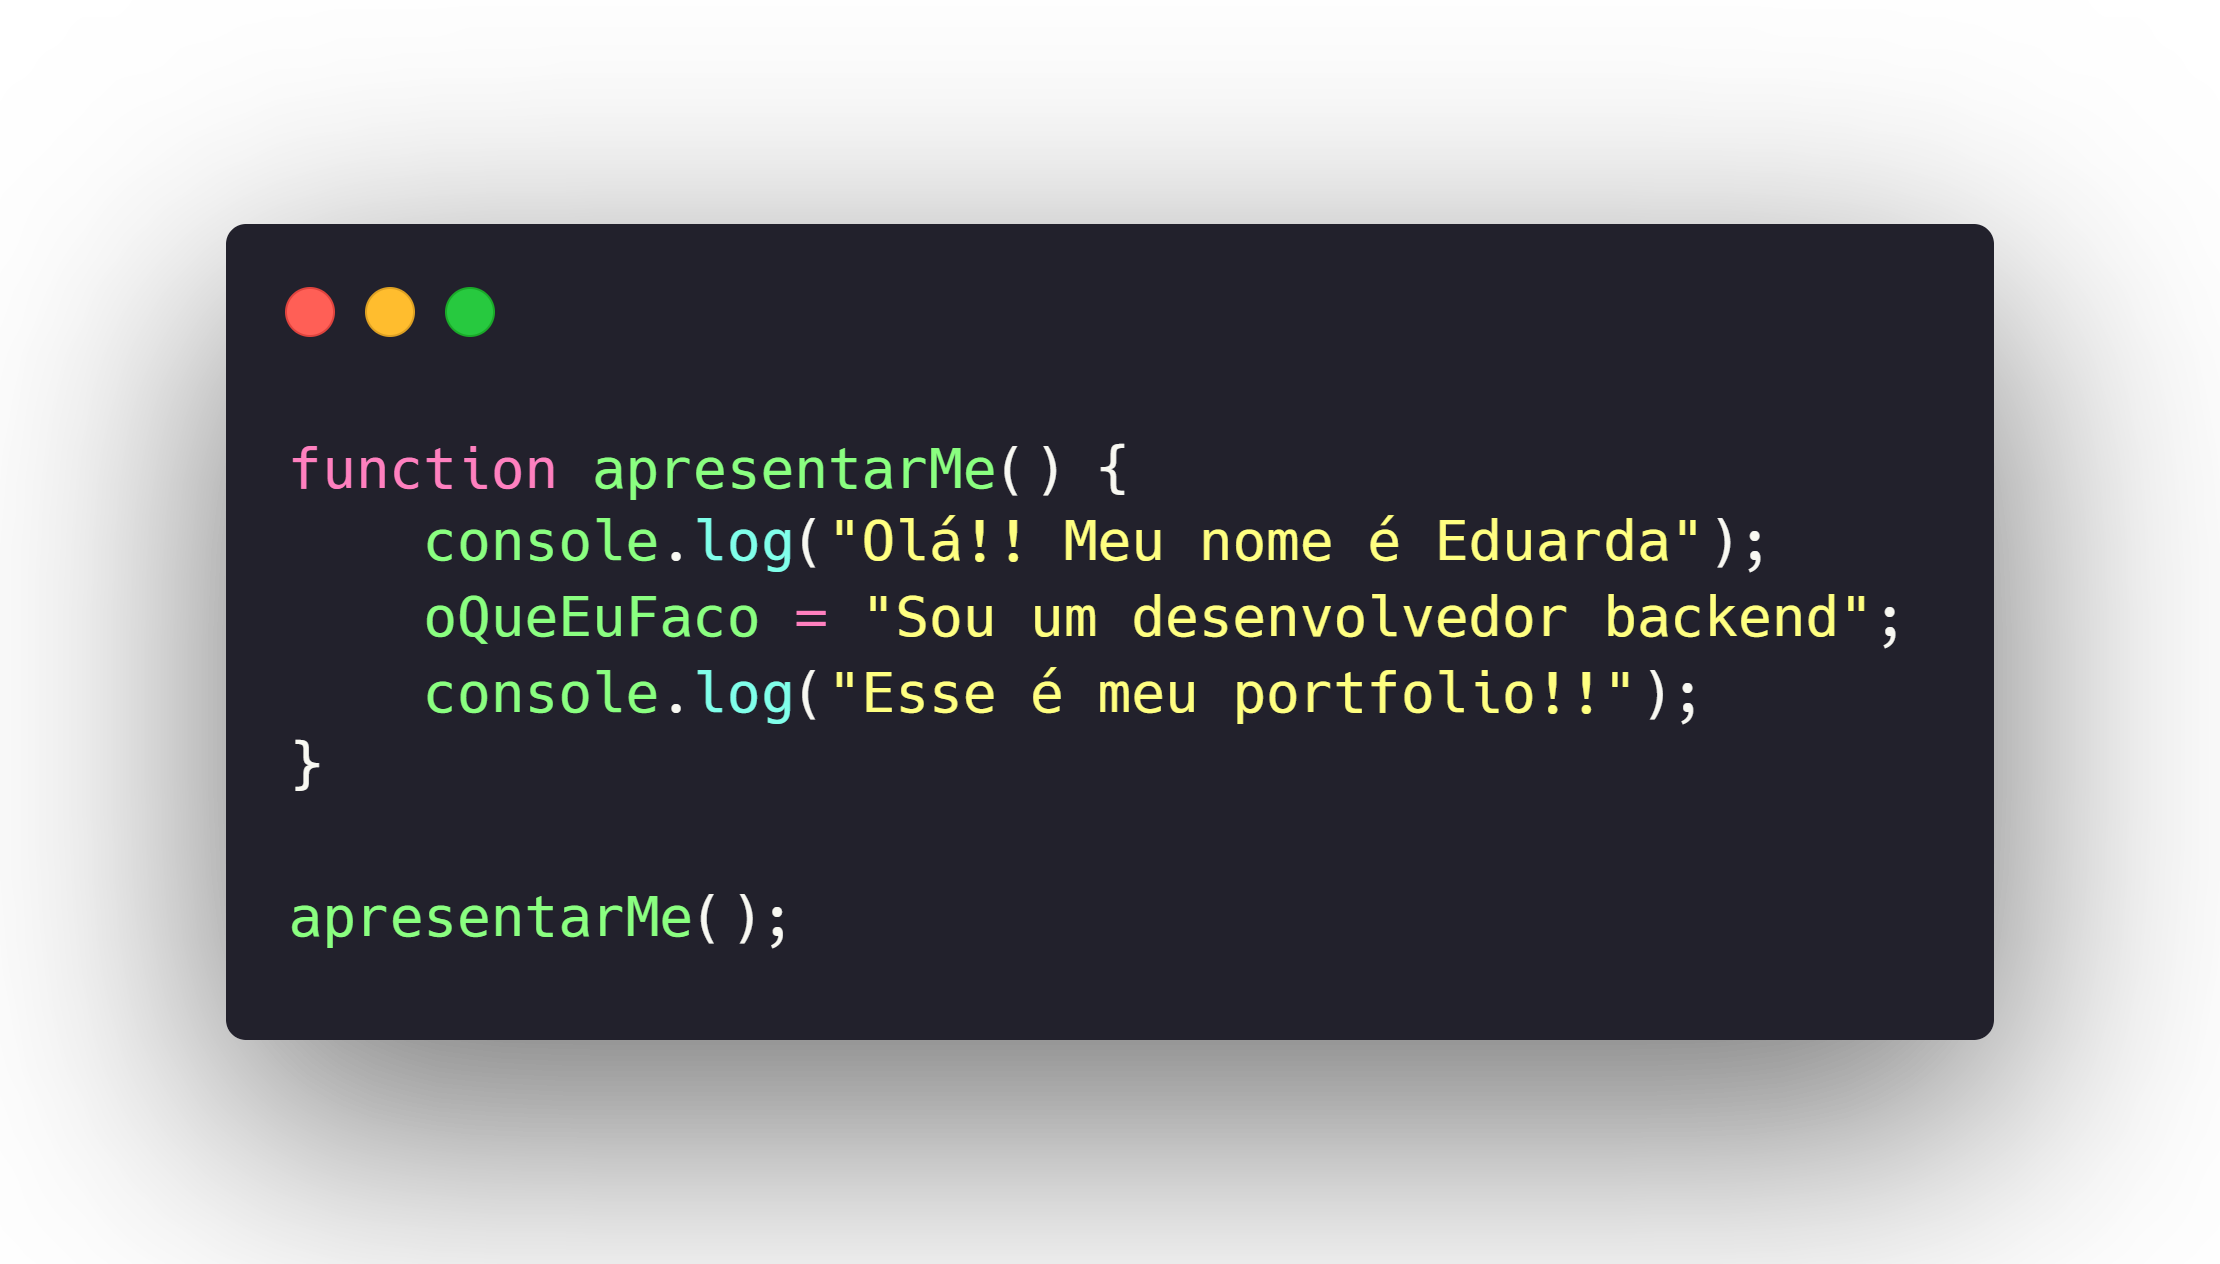 function apresentarMe() {
    console.log("Olá!! Meu nome é Eduarda");
    oQueEuFaco = "Sou um desenvolvedor backend";
    console.log("Esse é meu portfolio!!");
}
apresentarMe();